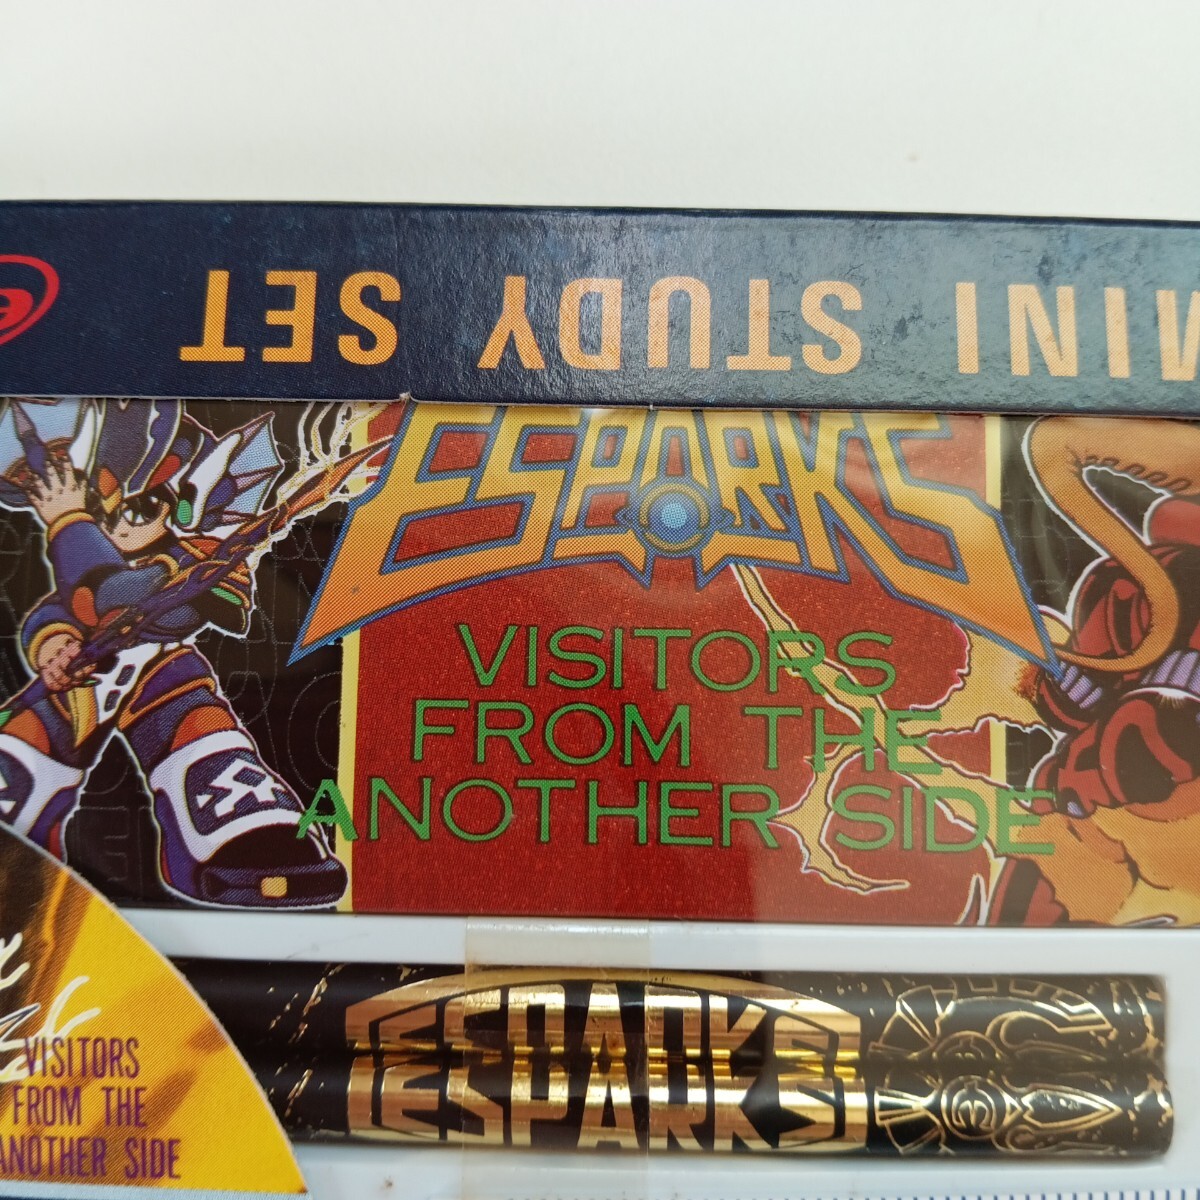 MINI STUDY SET
ESPARKS
VISITORS
FROM THE
ANOTHER SIDE
ESPARKS
ESPARKS
VISITORS
FROM THE
ANOTHER SIDE